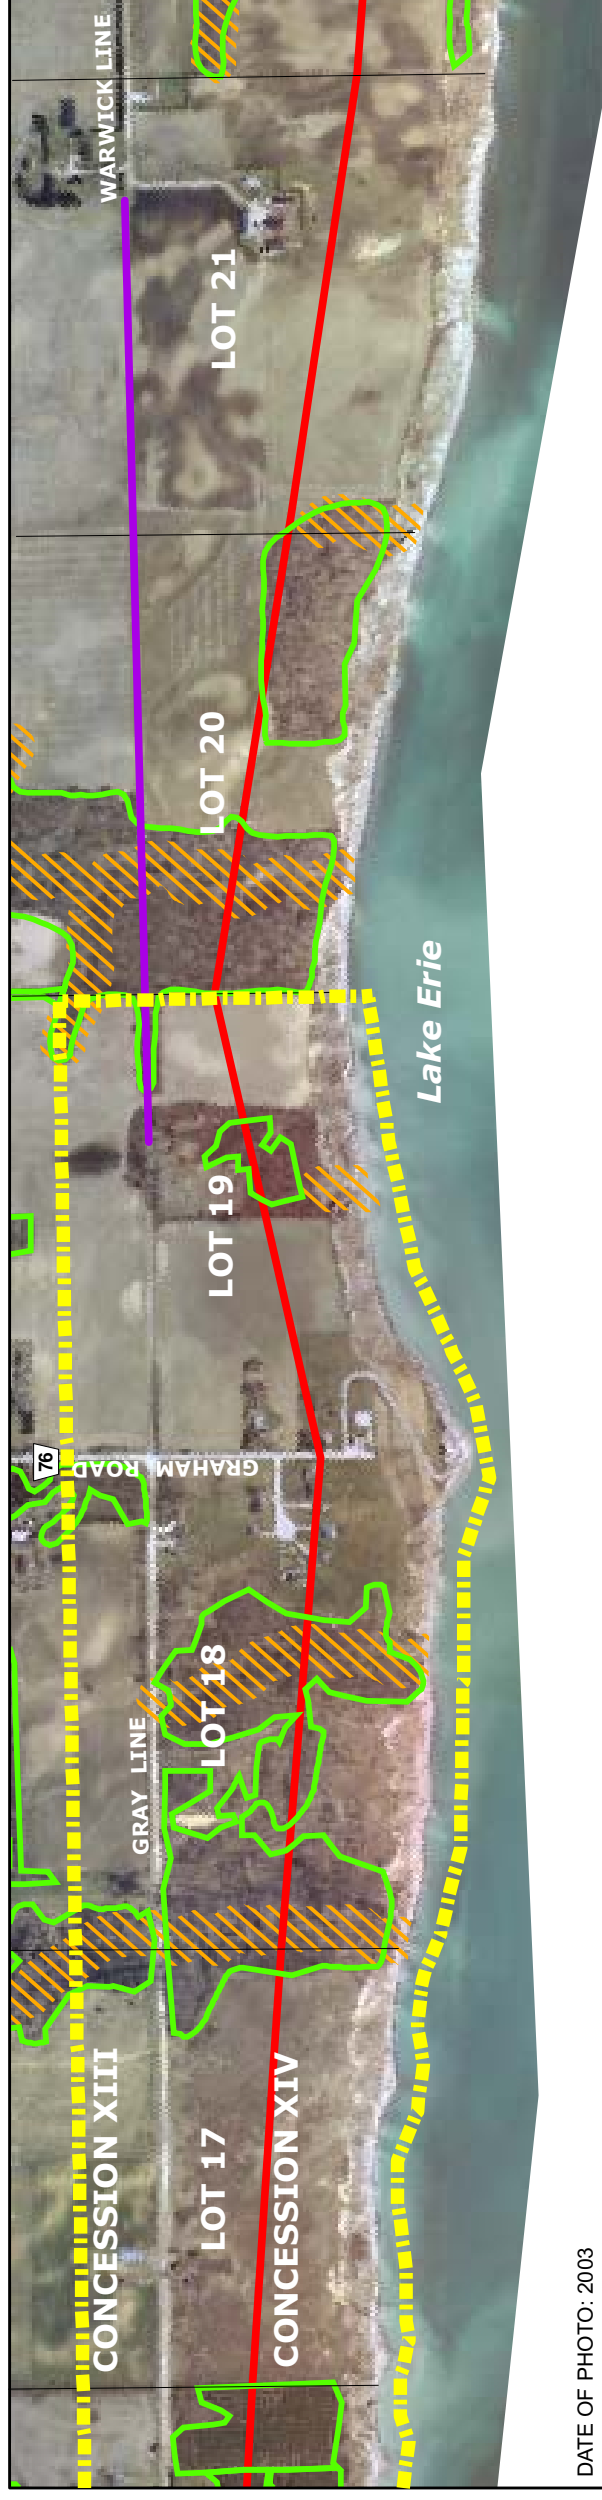 WARWICK LINE
LOT 21
LOT 20
Lake Erie
LOT 19
76
GRAHAM ROAD
LOT 18
GRAY LINE
CONCESSION XIII
LOT 17
CONCESSION XIV
DATE OF PHOTO: 2003